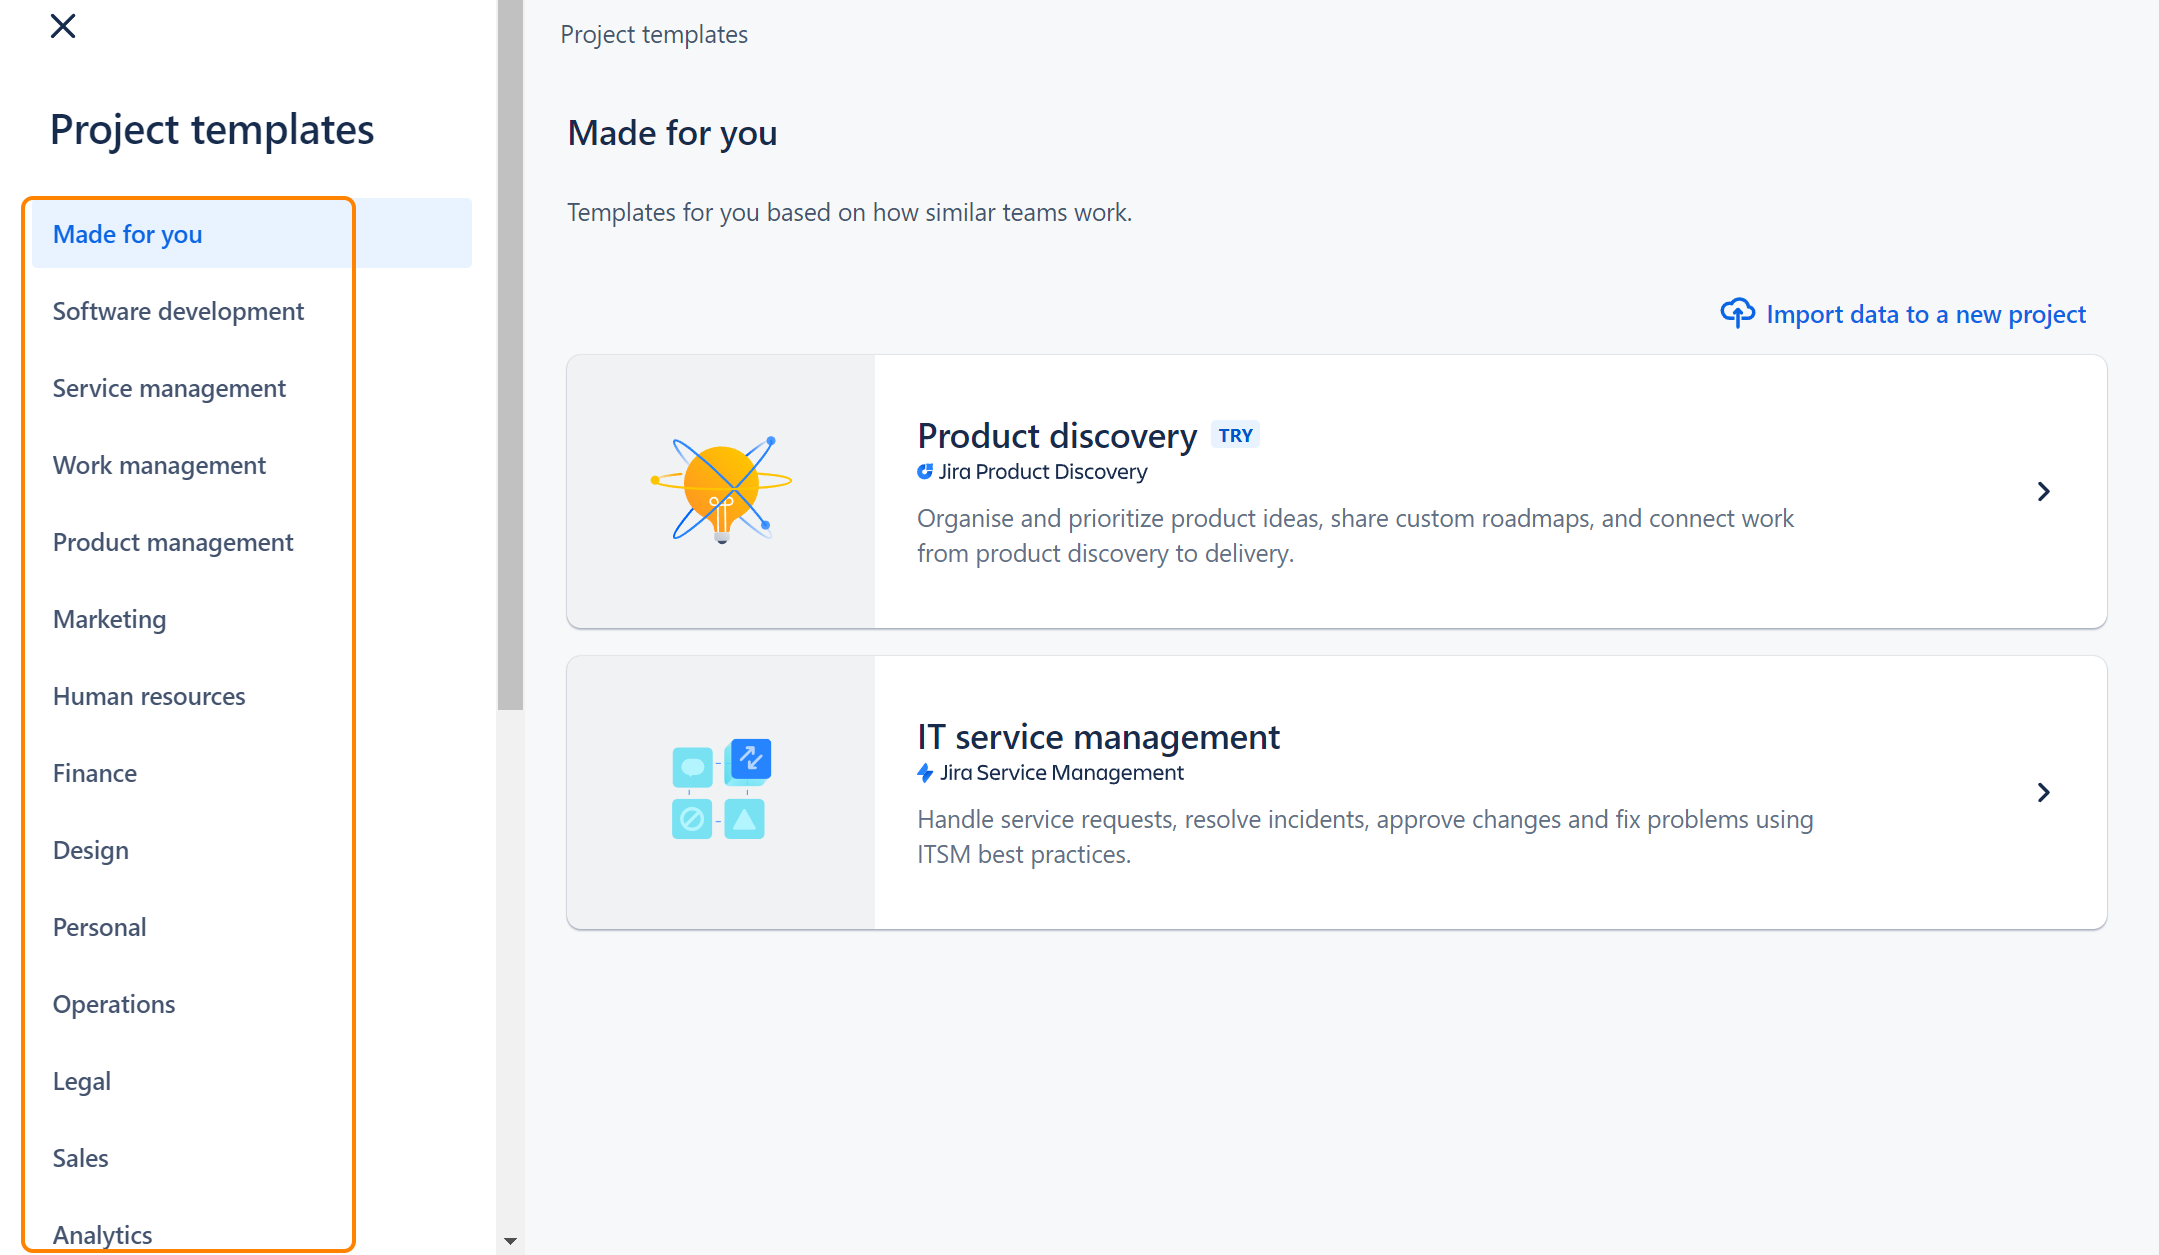 Project templates
Made for you
Software development
Service management
Work management
Product management
Marketing
Human resources
Finance
Design
Personal
Operations
Legal
Sales
Analytics
Project templates
Made for you
Templates for you based on how similar teams work.
Import data to a new project
Product discovery TRY
Jira Product Discovery
Organise and prioritize product ideas, share custom roadmaps, and connect work
from product discovery to delivery.
IT service management
Jira Service Management
Handle service requests, resolve incidents, approve changes and fix problems using
ITSM best practices.